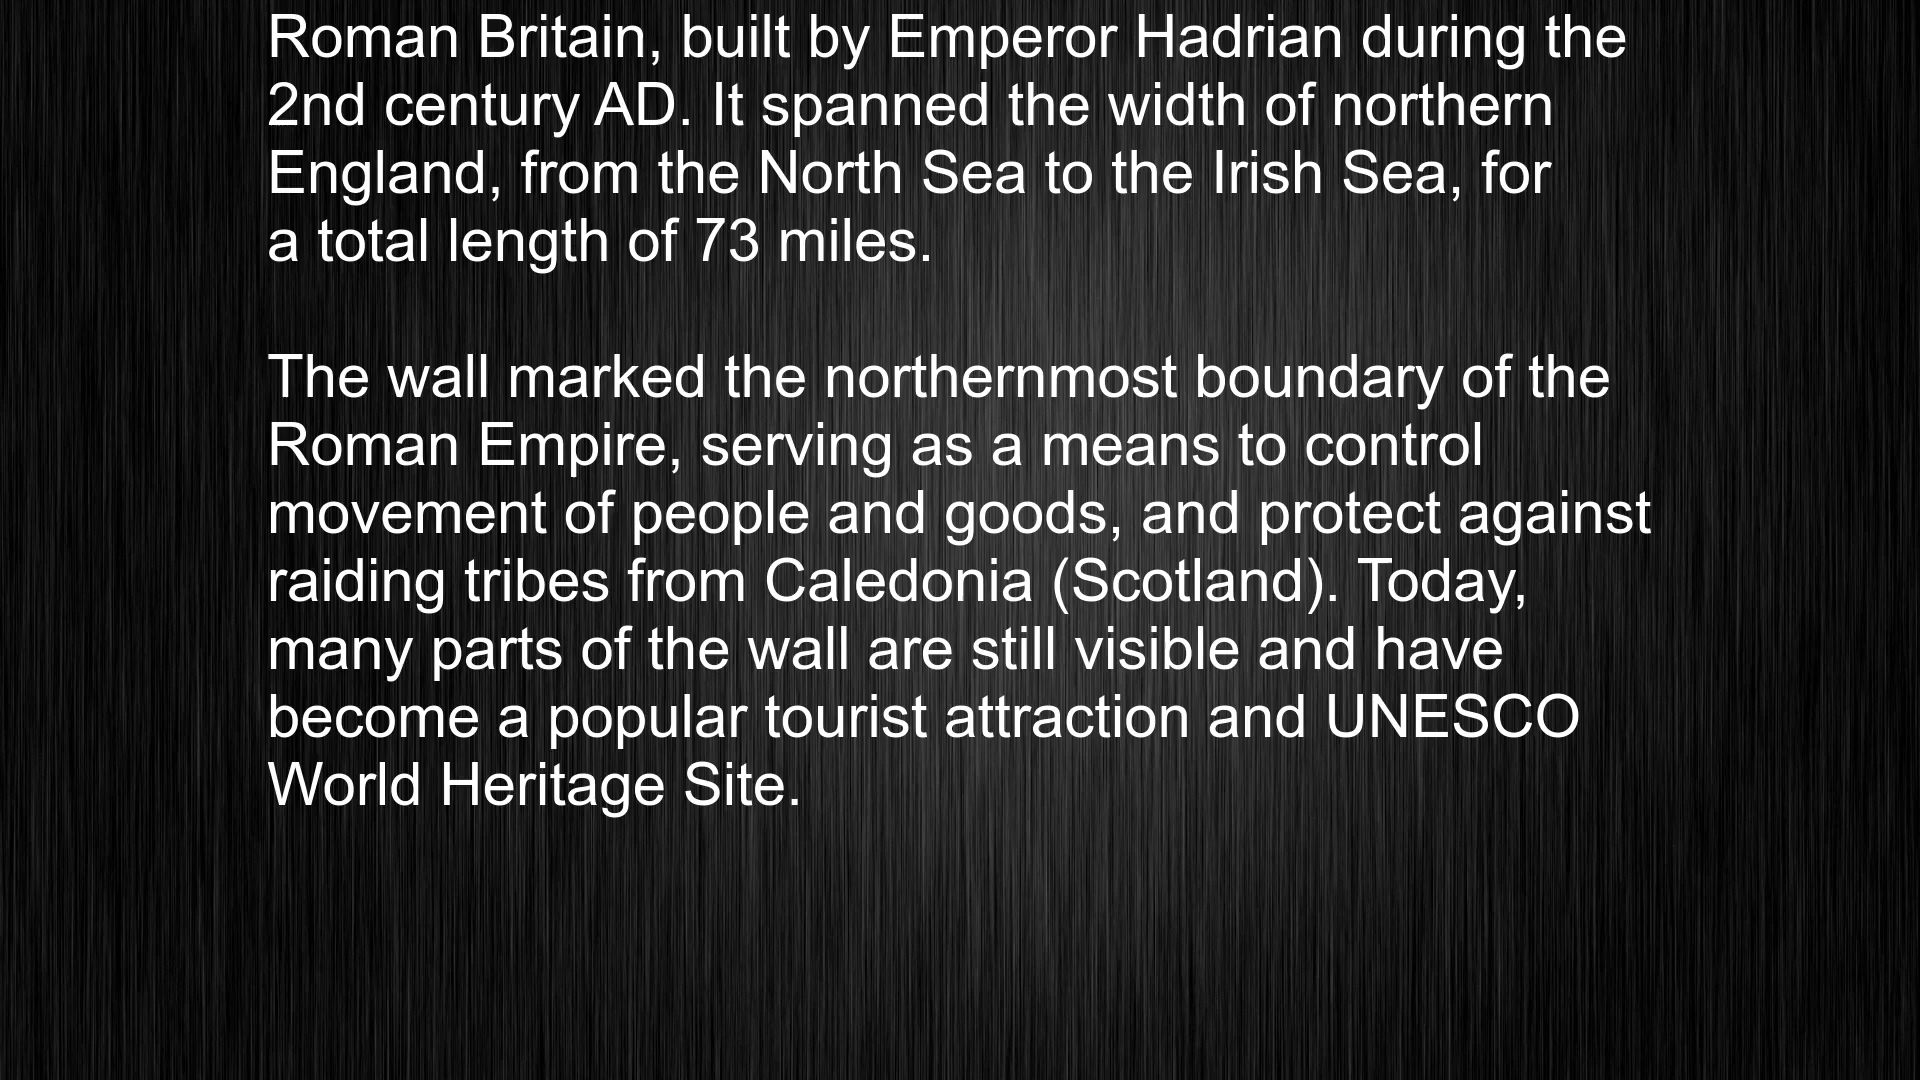 Roman Britain, built by Emperor Hadrian during the
2nd century AD. It spanned the width of northern
England, from the North Sea to the Irish Sea, for
a total length of 73 miles.
The wall marked the northernmost boundary of the
Roman Empire, serving as a means to control
movement of people and goods, and protect against
raiding tribes from Caledonia (Scotland). Today,
many parts of the wall are still visible and have
become a popular tourist attraction and UNESCO
World Heritage Site.